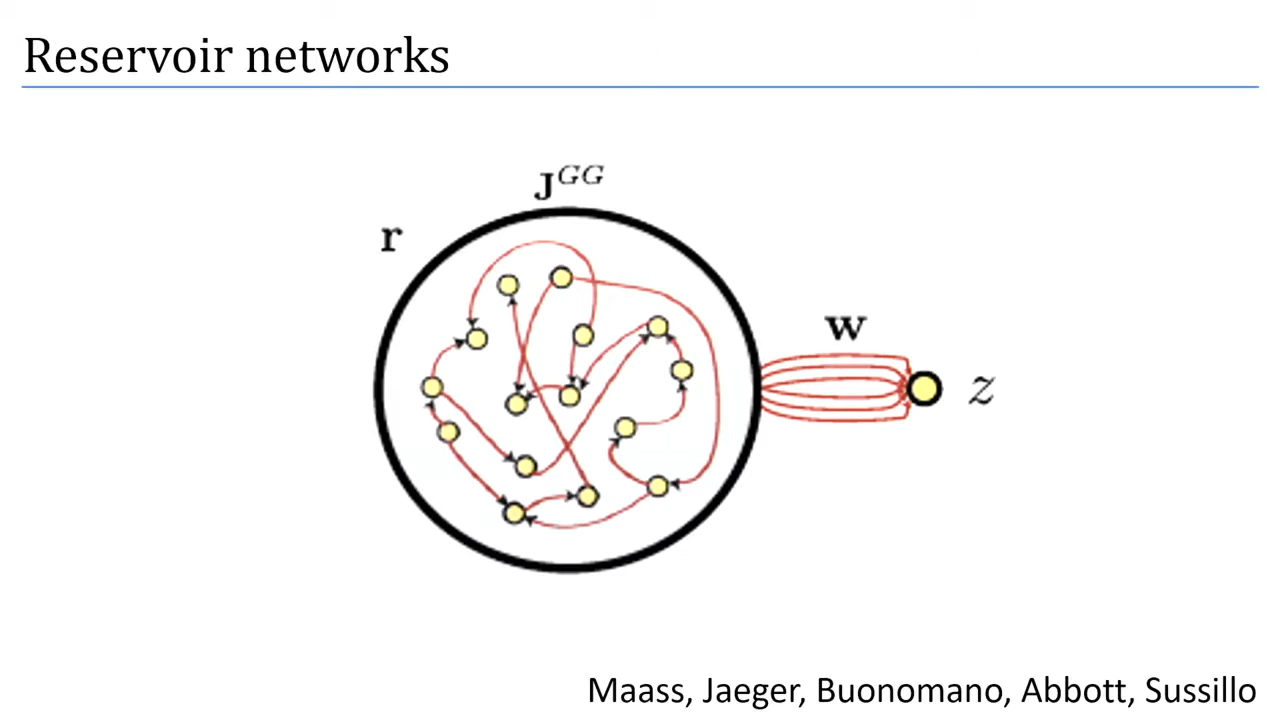 Reservoir networks
J^{GG}
r
w
z
Maass, Jaeger, Buonomano, Abbott, Sussillo